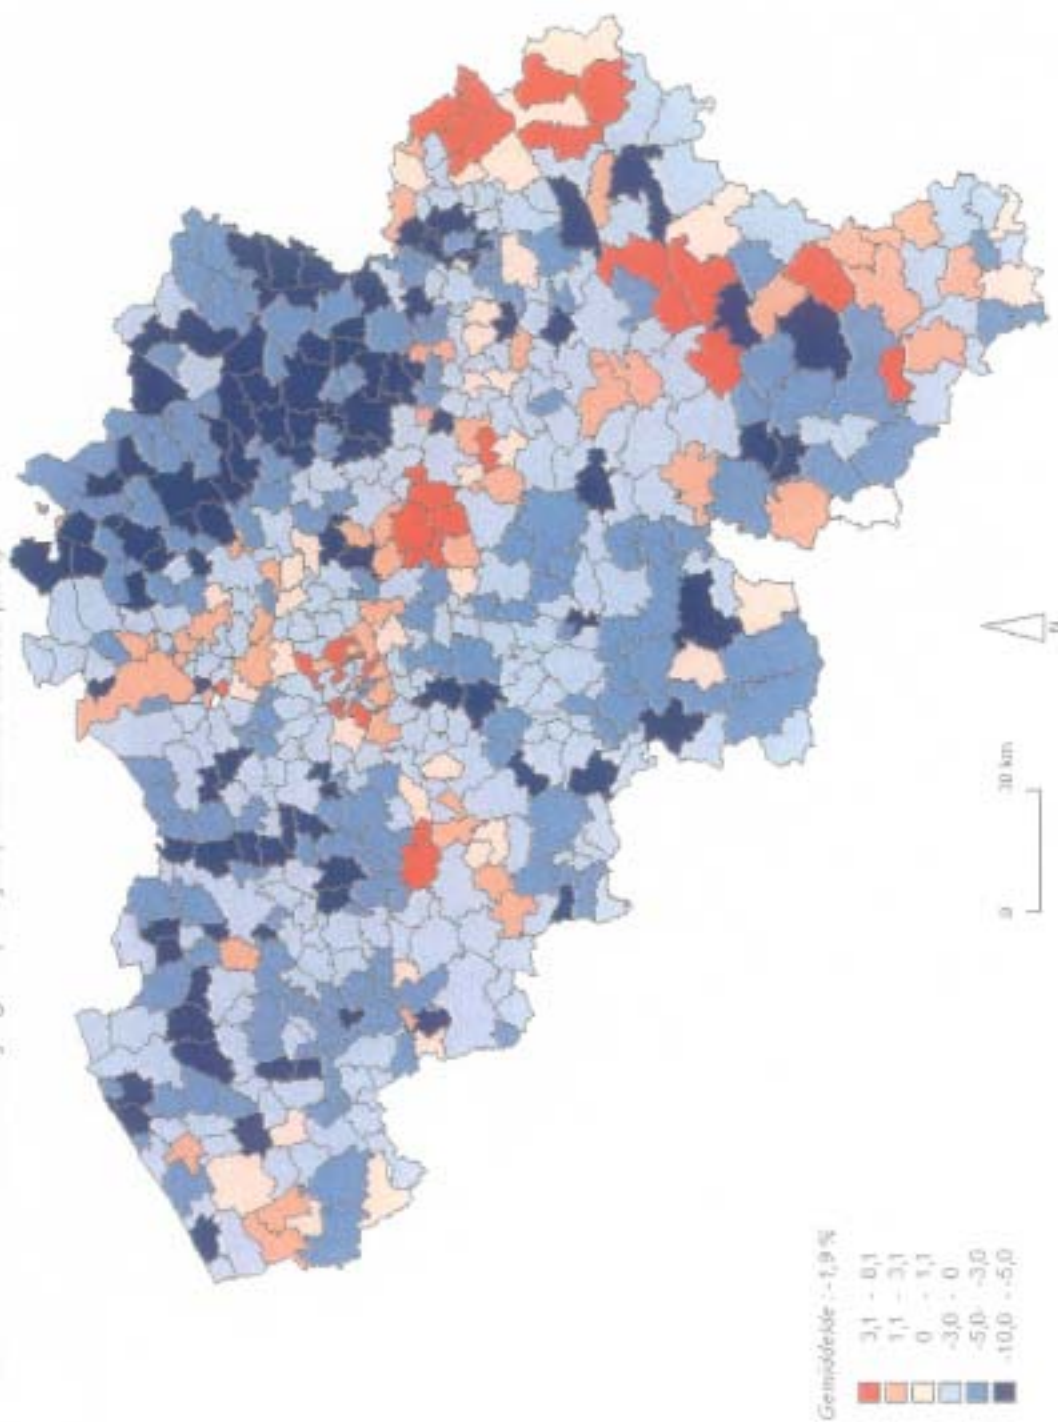 Gemiddelde : -1,9 %
3,1 - 8,1
1,1 - 3,1
0 - 1,1
-3,0 - 0
-5,0 - -3,0
-10,0 - -5,0
0 30 km
N